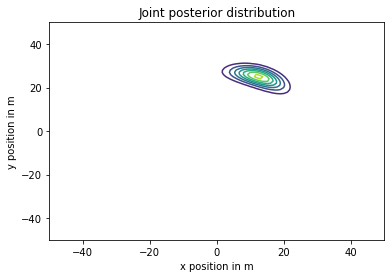 Joint posterior distribution
40
20
0
−20
−40
y position in m
−40 −20 0 20 40
x position in m